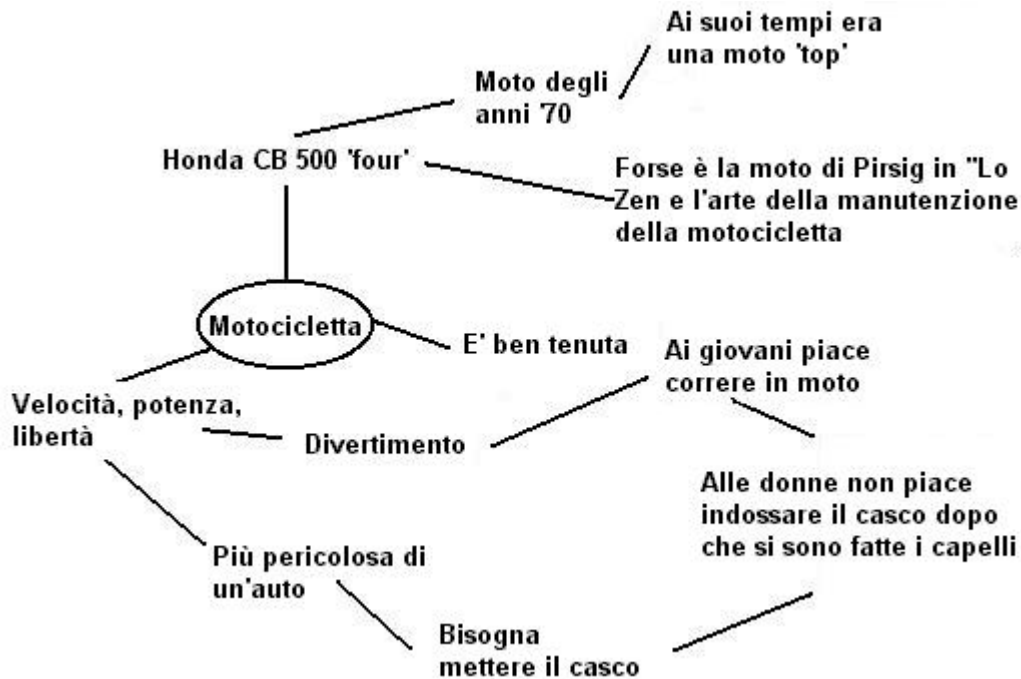 Ai suoi tempi era
una moto 'top'
Moto degli
anni '70
Honda CB 500 'four'
Forse è la moto di Pirsig in "Lo
Zen e l'arte della manutenzione
della motocicletta
Motocicletta
E' ben tenuta
Ai giovani piace
correre in moto
Velocità, potenza,
libertà
Divertimento
Alle donne non piace
indossare il casco dopo
che si sono fatte i capelli
Più pericolosa di
un'auto
Bisogna
mettere il casco